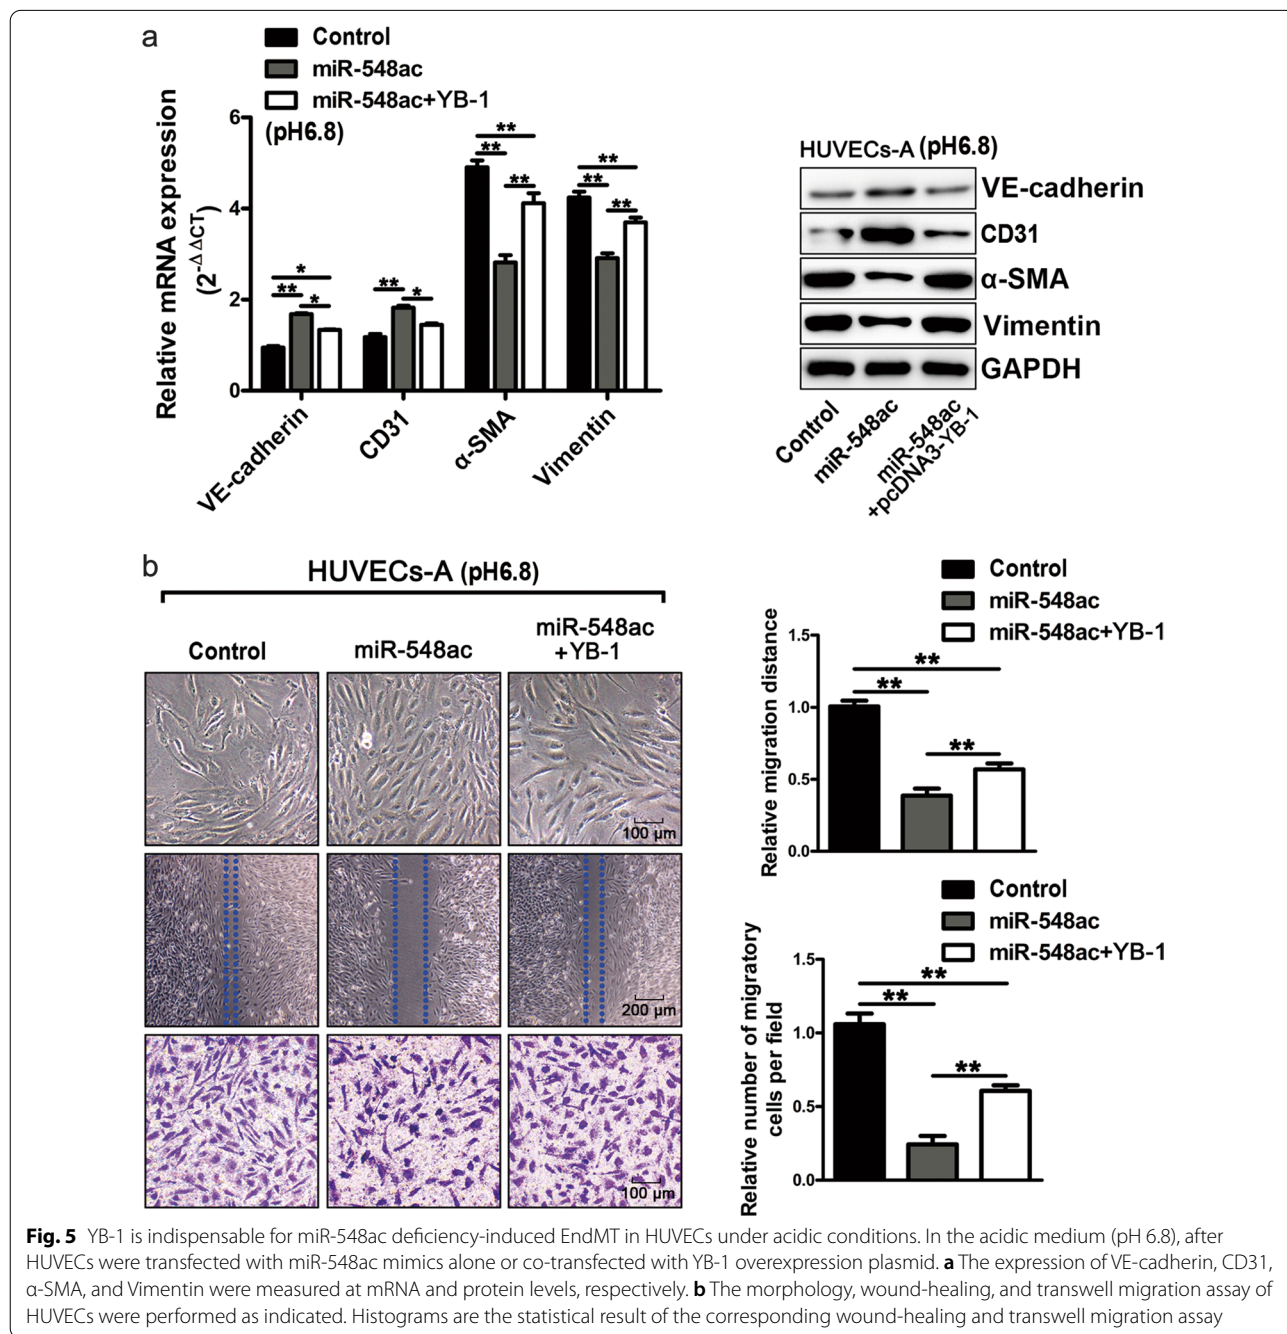 a
Control
miR-548ac
miR-548ac+YB-1
(pH6.8)
Relative mRNA expression
(2^-ΔΔCT)
6
4
2
0
** ** **
** ** **
* ** *
** *
VE-cadherin
CD31
α-SMA
Vimentin
HUVECs-A (pH6.8)
VE-cadherin
CD31
α-SMA
Vimentin
GAPDH
Control
miR-548ac
miR-548ac
+pcDNA3-YB-1
b
HUVECs-A (pH6.8)
Control
miR-548ac
miR-548ac
+YB-1
100 µm
200 µm
100 µm
Control
miR-548ac
miR-548ac+YB-1
Relative migration distance
1.5
1.0
0.5
0.0
**
**
**
Control
miR-548ac
miR-548ac+YB-1
Relative number of migratory
cells per field
1.5
1.0
0.5
0.0
**
**
**
Fig. 5 YB-1 is indispensable for miR-548ac deficiency-induced EndMT in HUVECs under acidic conditions. In the acidic medium (pH 6.8), after
HUVECs were transfected with miR-548ac mimics alone or co-transfected with YB-1 overexpression plasmid. a The expression of VE-cadherin, CD31,
α-SMA, and Vimentin were measured at mRNA and protein levels, respectively. b The morphology, wound-healing, and transwell migration assay of
HUVECs were performed as indicated. Histograms are the statistical result of the corresponding wound-healing and transwell migration assay